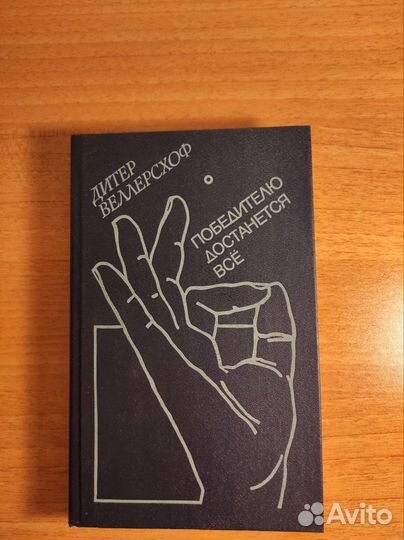 ДИТЕР
ВЕЛЛЕРСХОФ
ПОБЕДИТЕЛЮ
ДОСТАНЕТСЯ
ВСЁ
Avito